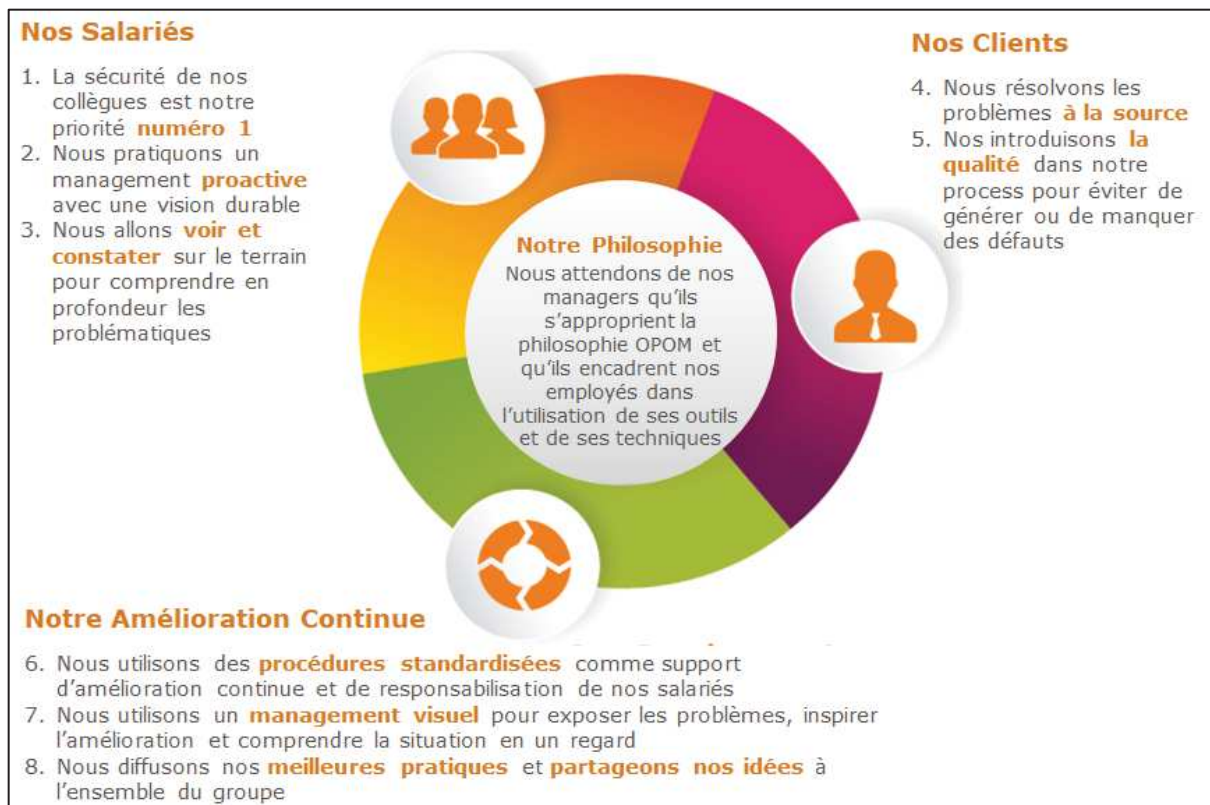 Nos Salariés
1. La sécurité de nos
collègues est notre
priorité numéro 1
2. Nous pratiquons un
management proactive
avec une vision durable
3. Nous allons voir et
constater sur le terrain
pour comprendre en
profondeur les
problématiques
Nos Clients
4. Nous résolvons les
problèmes à la source
5. Nos introduisons la
qualité dans notre
process pour éviter de
générer ou de manquer
des défauts
Notre Philosophie
Nous attendons de nos
managers qu'ils
s'approprient la
philosophie OPOM et
qu'ils encadrent nos
employés dans
l'utilisation de ses outils
et de ses techniques
Notre Amélioration Continue
6. Nous utilisons des procédures standardisées comme support
d'amélioration continue et de responsabilisation de nos salariés
7. Nous utilisons un management visuel pour exposer les problèmes, inspirer
l'amélioration et comprendre la situation en un regard
8. Nous diffusons nos meilleures pratiques et partageons nos idées à
l'ensemble du groupe